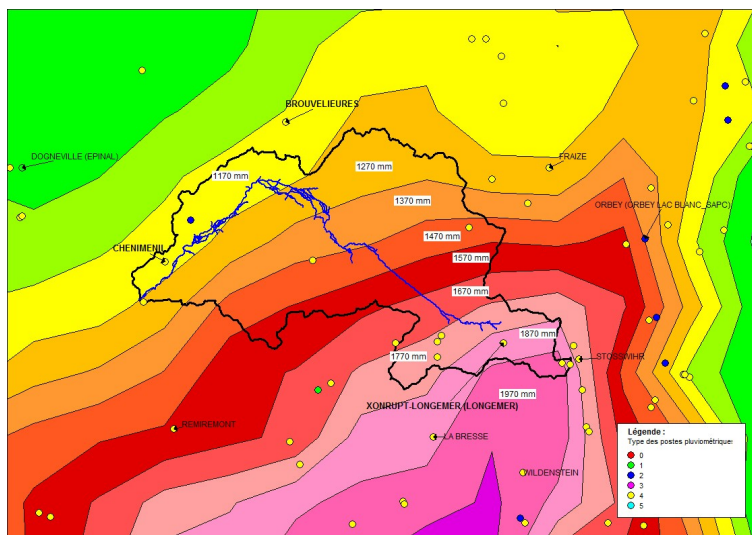 BROUVELIERES
DOGNEVILLE (EPINAL)
FRAIZE
1270 mm
1170 mm
1370 mm
ORBEY (ORBEY LAC BLANC_SAPC)
1470 mm
CHENIMENIL
1570 mm
1670 mm
1870 mm
1770 mm
STOSSWIHR
1970 mm
XONRUPT-LONGEMER (LONGEMER)
REMIREMONT
LA BRESSE
WILDENSTEIN
Légende :
Type des postes pluviométriques
0
1
2
3
4
5